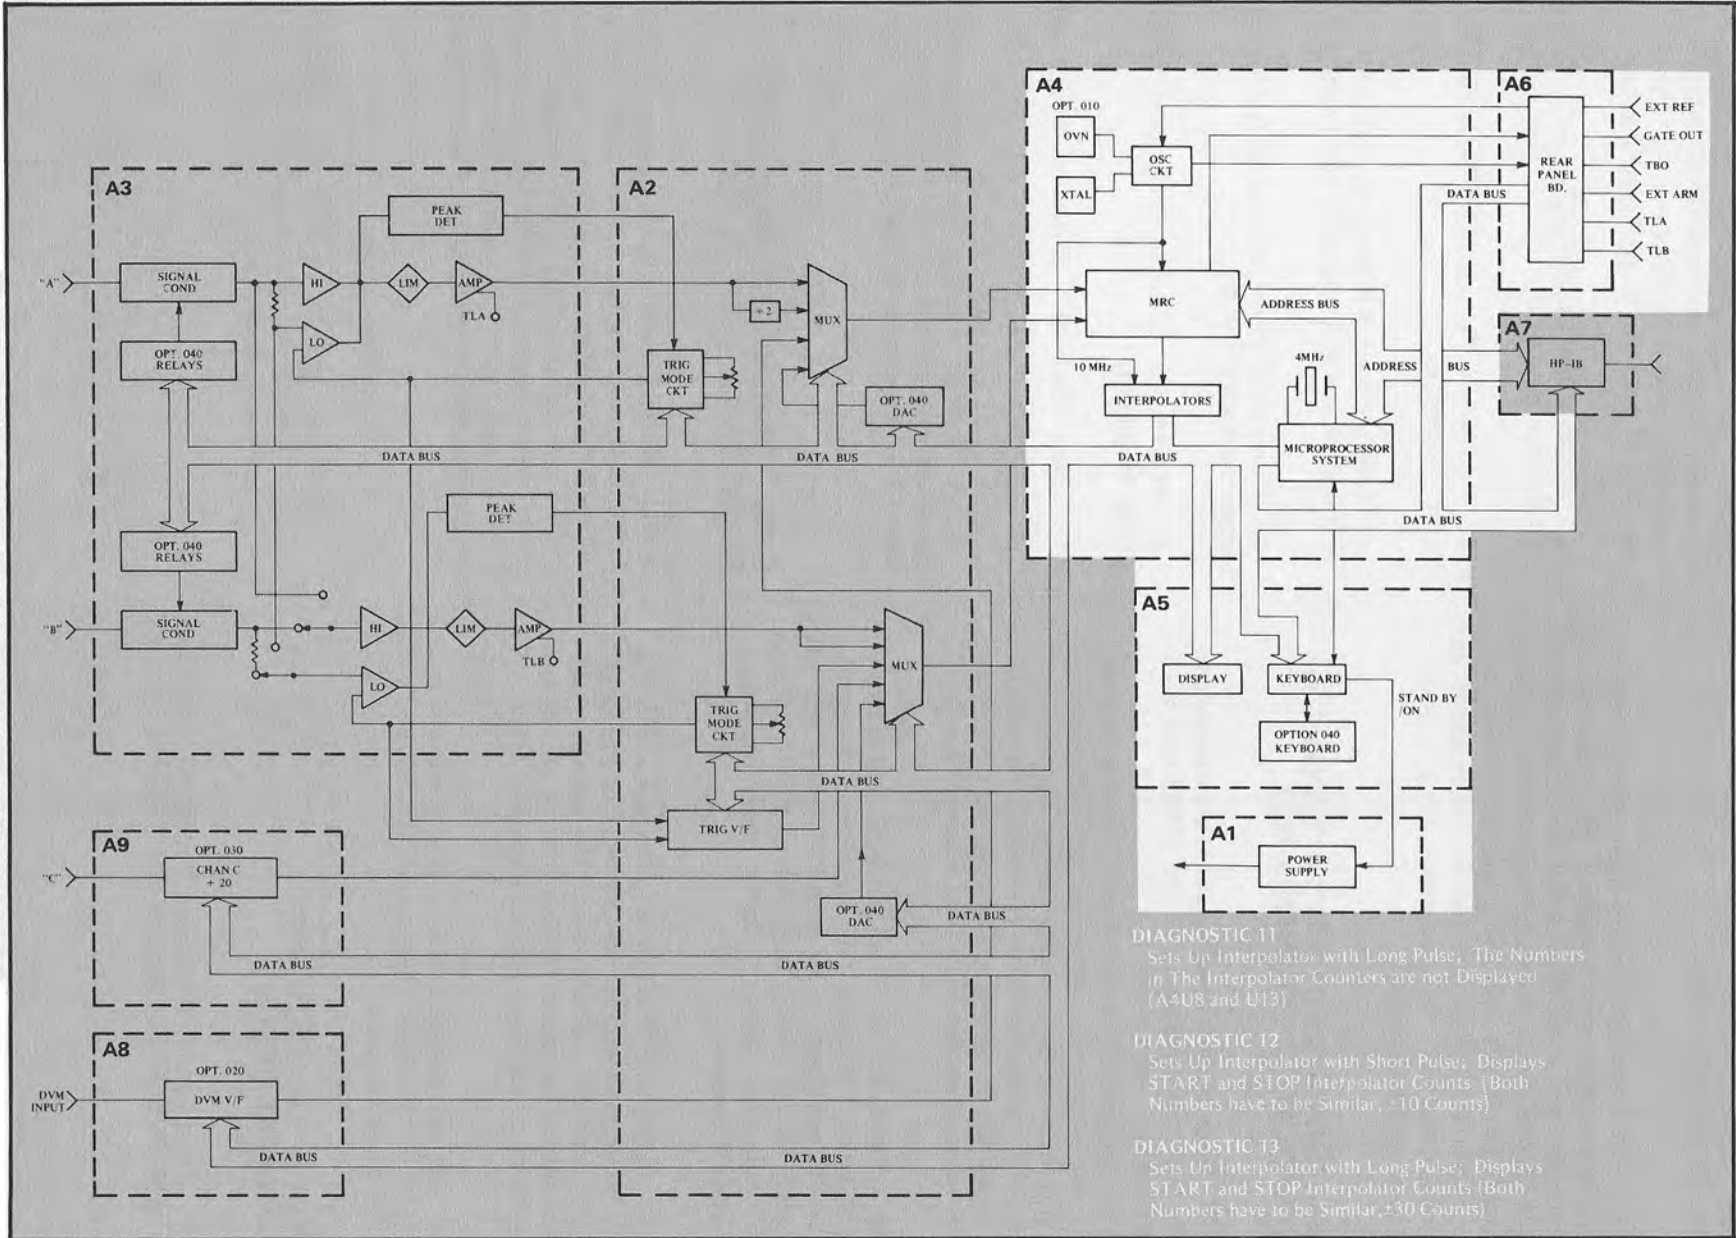 A3
"A"
SIGNAL
COND
OPT. 040
RELAYS
HI
LO
PEAK
DET
LIM
AMP
TLA
DATA BUS
OPT. 040
RELAYS
"B"
SIGNAL
COND
PEAK
DET
HI
LIM
AMP
TLB
LO
A2
TRIG
MODE
CKT
÷ 2
MUX
OPT. 040
DAC
DATA BUS
MUX
TRIG
MODE
CKT
DATA BUS
TRIG V/F
OPT. 040
DAC
DATA BUS
A9
OPT. 030
"C"
CHAN C
÷ 20
DATA BUS
DATA BUS
A8
OPT. 020
DVM
INPUT
DVM V/F
DATA BUS
DATA BUS
A4
OPT. 010
OVN
XTAL
OSC
CKT
MRC
ADDRESS BUS
10 MHz
INTERPOLATORS
4MHz
ADDRESS BUS
MICROPROCESSOR
SYSTEM
DATA BUS
DATA BUS
DATA BUS
A6
REAR
PANEL
BD.
EXT REF
GATE OUT
TBO
EXT ARM
TLA
TLB
A7
HP-IB
A5
DISPLAY
KEYBOARD
OPTION 040
KEYBOARD
STAND BY
/ON
A1
POWER
SUPPLY
DIAGNOSTIC 11
Sets Up Interpolator with Long Pulse; The Numbers
in The Interpolator Counters are not Displayed
(A4U8 and U13)
DIAGNOSTIC 12
Sets Up Interpolator with Short Pulse; Displays
START and STOP Interpolator Counts (Both
Numbers have to be Similar, ±10 Counts)
DIAGNOSTIC 13
Sets Up Interpolator with Long Pulse; Displays
START and STOP Interpolator Counts (Both
Numbers have to be Similar, ±30 Counts)